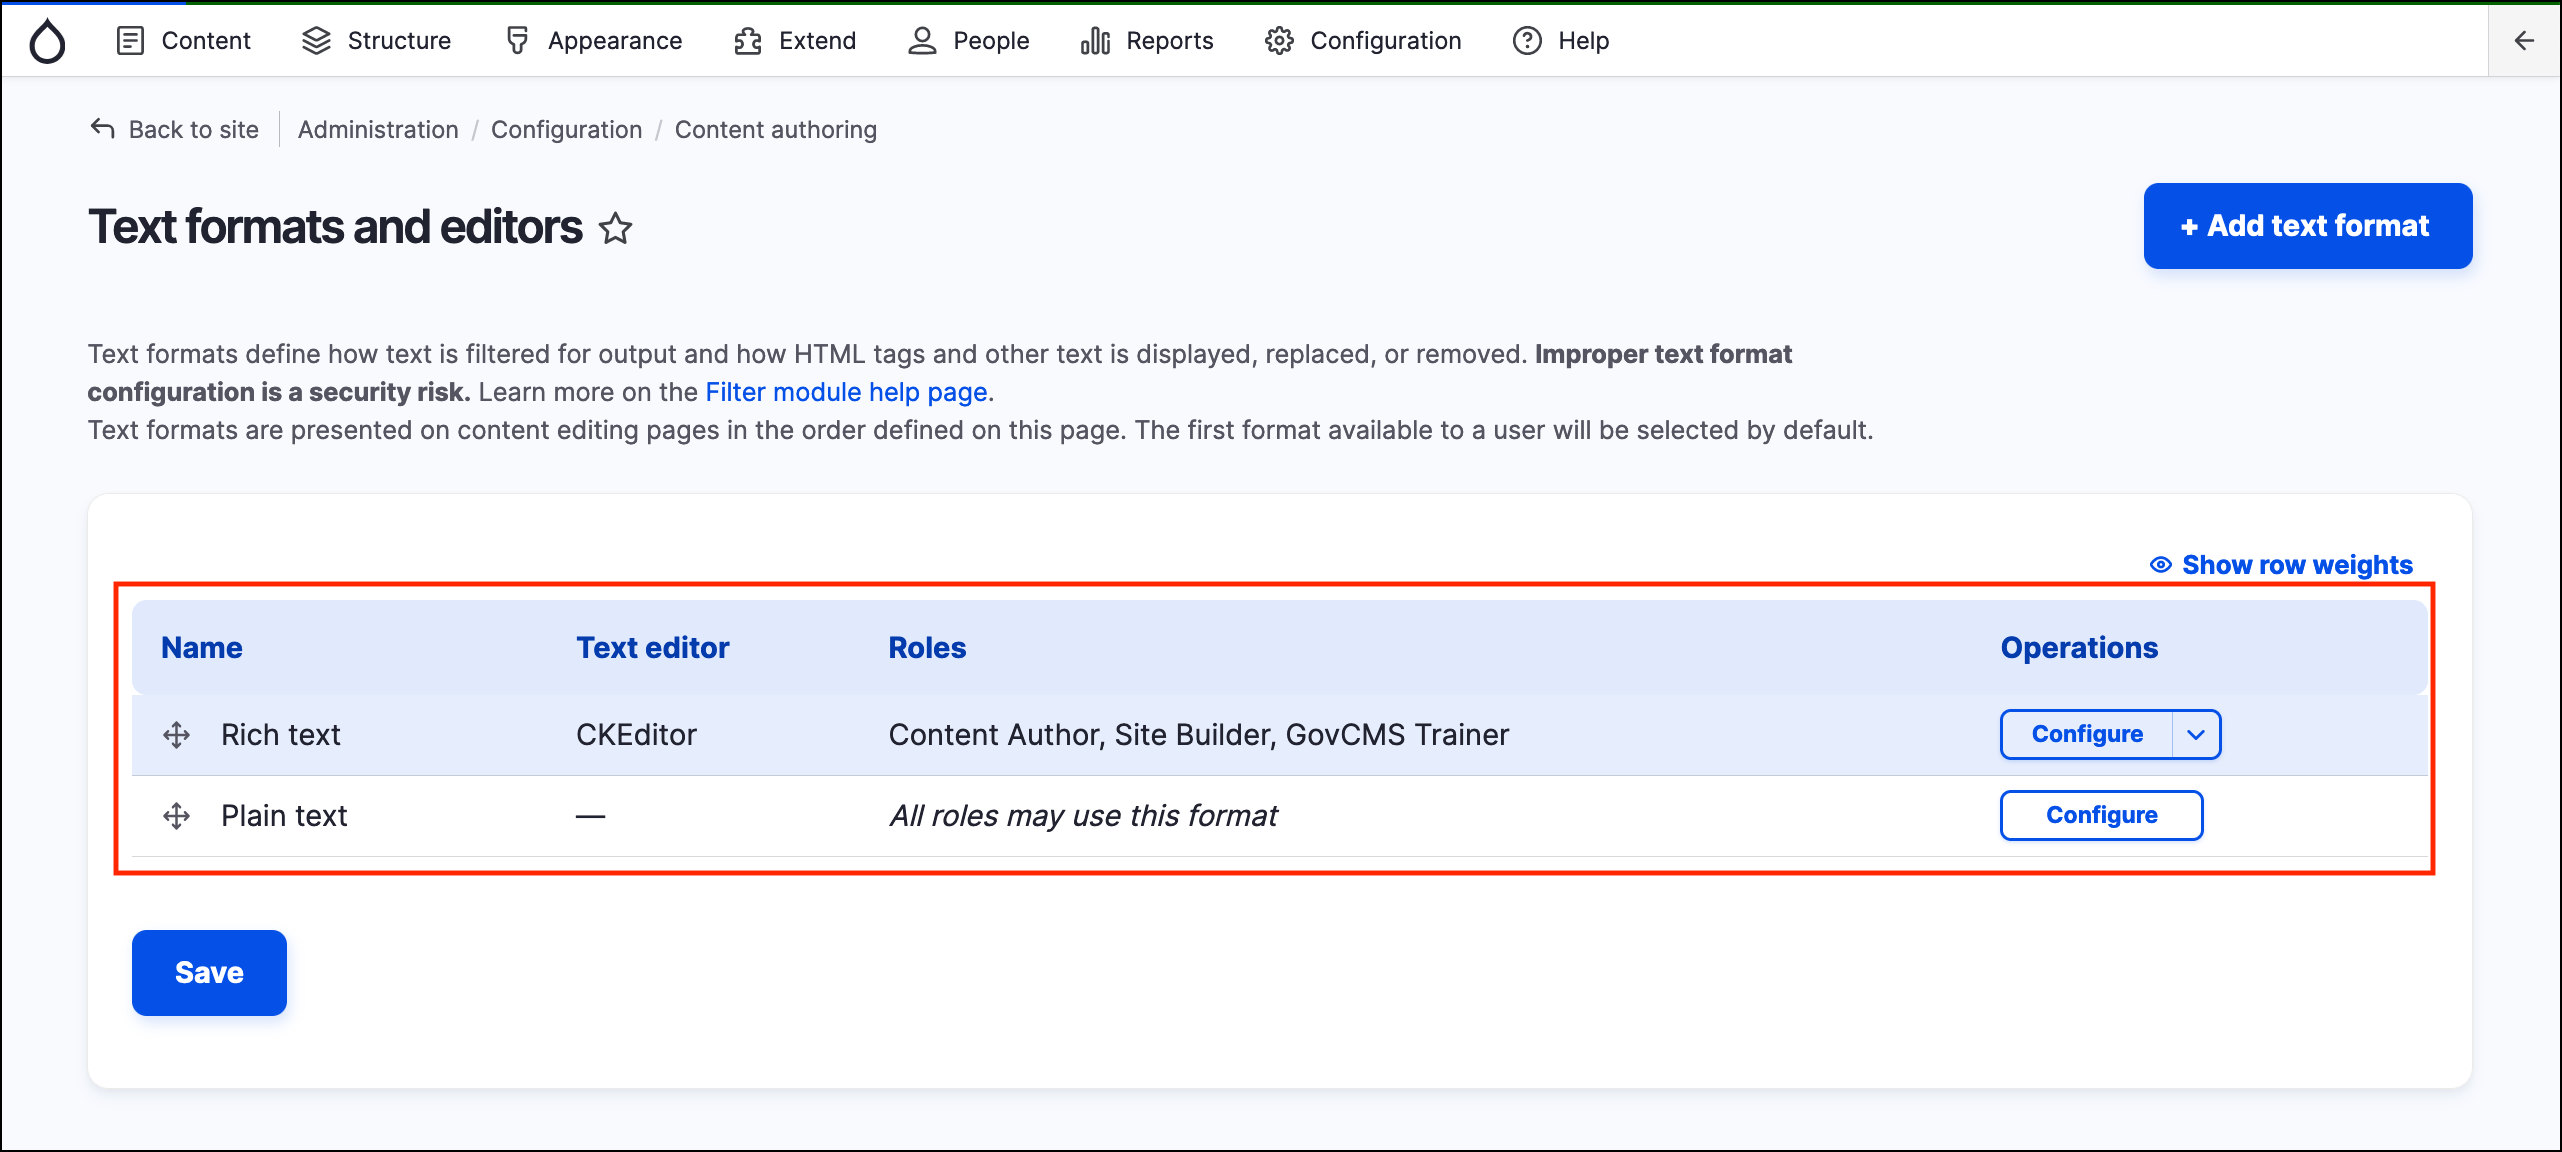 Content Structure Appearance Extend People Reports Configuration Help
Back to site Administration / Configuration / Content authoring
Text formats and editors
+ Add text format
Text formats define how text is filtered for output and how HTML tags and other text is displayed, replaced, or removed. Improper text format
configuration is a security risk. Learn more on the Filter module help page.
Text formats are presented on content editing pages in the order defined on this page. The first format available to a user will be selected by default.
Show row weights
Name Text editor Roles Operations
Rich text CKEditor Content Author, Site Builder, GovCMS Trainer Configure
Plain text — All roles may use this format Configure
Save